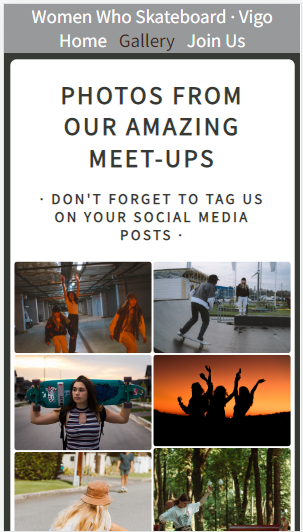 Women Who Skateboard · Vigo
Home Gallery Join Us
PHOTOS FROM
OUR AMAZING
MEET-UPS
· DON'T FORGET TO TAG US
ON YOUR SOCIAL MEDIA
POSTS ·